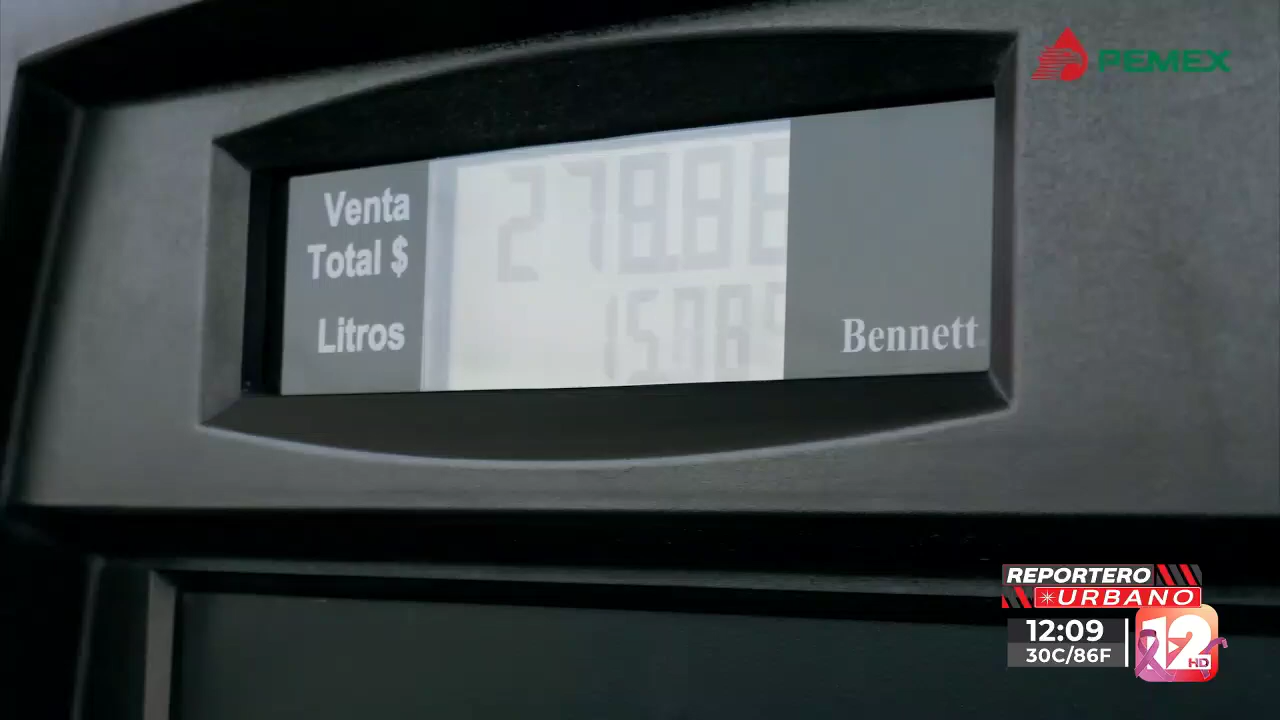 PEMEX
Venta
Total $
Litros
Bennett
REPORTERO
URBANO
12:09
30C/86F
12
HD